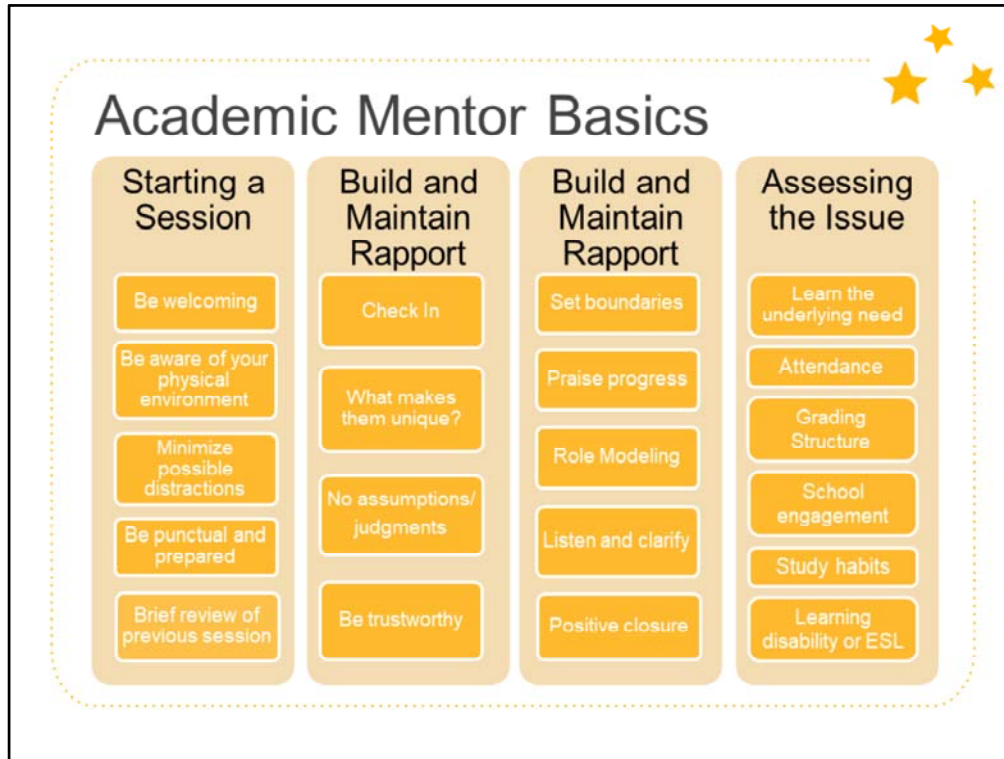 Academic Mentor Basics
Starting a
Session
Be welcoming
Be aware of your
physical
environment
Minimize
possible
distractions
Be punctual and
prepared
Brief review of
previous session
Build and
Maintain
Rapport
Check In
What makes
them unique?
No assumptions/
judgments
Be trustworthy
Build and
Maintain
Rapport
Set boundaries
Praise progress
Role Modeling
Listen and clarify
Positive closure
Assessing
the Issue
Learn the
underlying need
Attendance
Grading
Structure
School
engagement
Study habits
Learning
disability or ESL